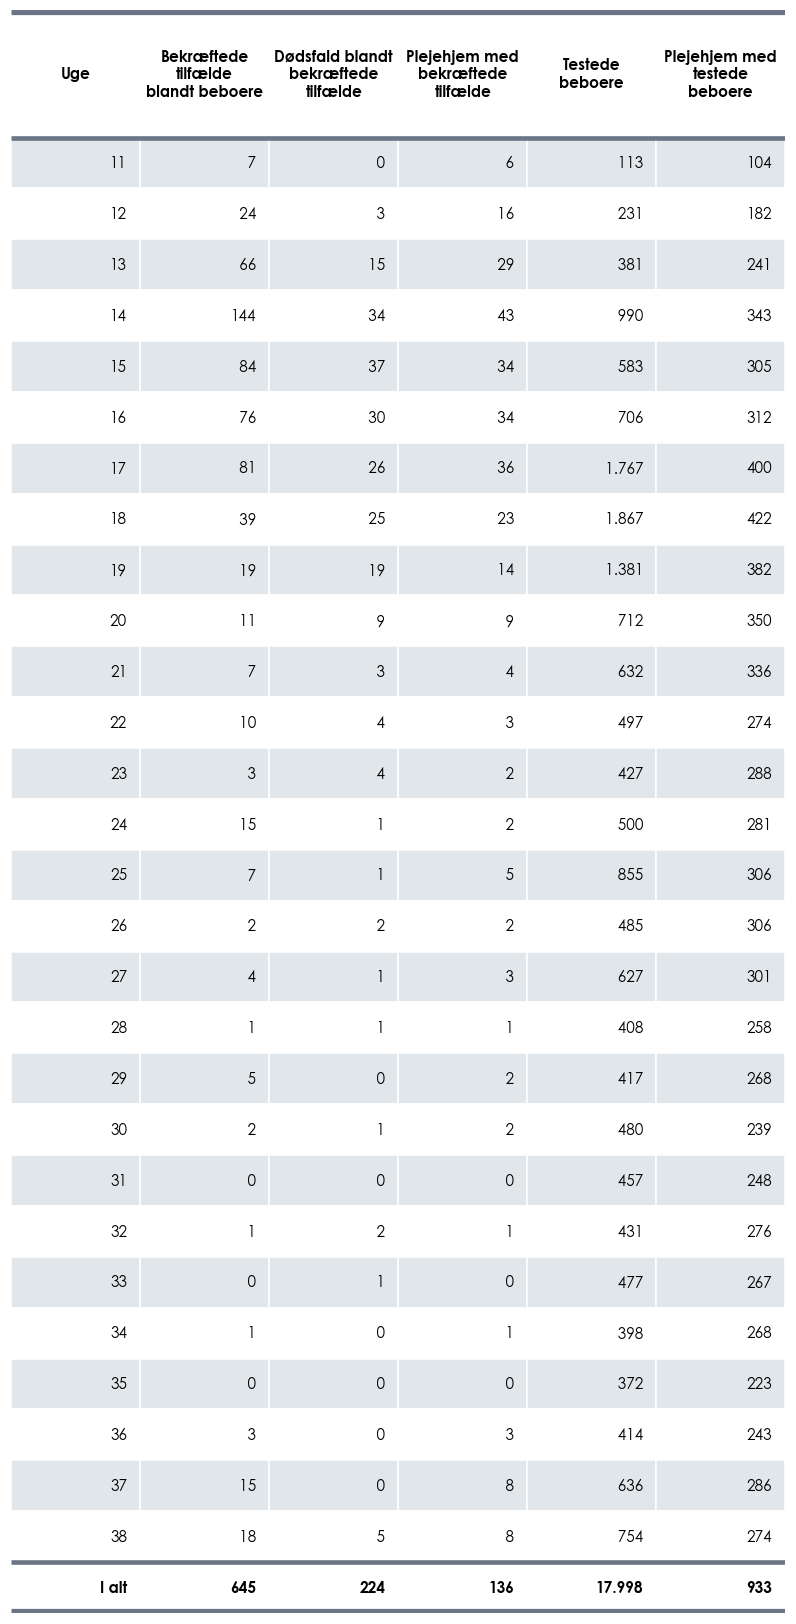 Uge Bekræftede tilfælde blandt beboere Dødsfald blandt bekræftede tilfælde Plejehjem med bekræftede tilfælde Testede beboere Plejehjem med testede beboere
11 7 0 6 113 104
12 24 3 16 231 182
13 66 15 29 381 241
14 144 34 43 990 343
15 84 37 34 583 305
16 76 30 34 706 312
17 81 26 36 1.767 400
18 39 25 23 1.867 422
19 19 19 14 1.381 382
20 11 9 9 712 350
21 7 3 4 632 336
22 10 4 3 497 274
23 3 4 2 427 288
24 15 1 2 500 281
25 7 1 5 855 306
26 2 2 2 485 306
27 4 1 3 627 301
28 1 1 1 408 258
29 5 0 2 417 268
30 2 1 2 480 239
31 0 0 0 457 248
32 1 2 1 431 276
33 0 1 0 477 267
34 1 0 1 398 268
35 0 0 0 372 223
36 3 0 3 414 243
37 15 0 8 636 286
38 18 5 8 754 274
I alt 645 224 136 17.998 933